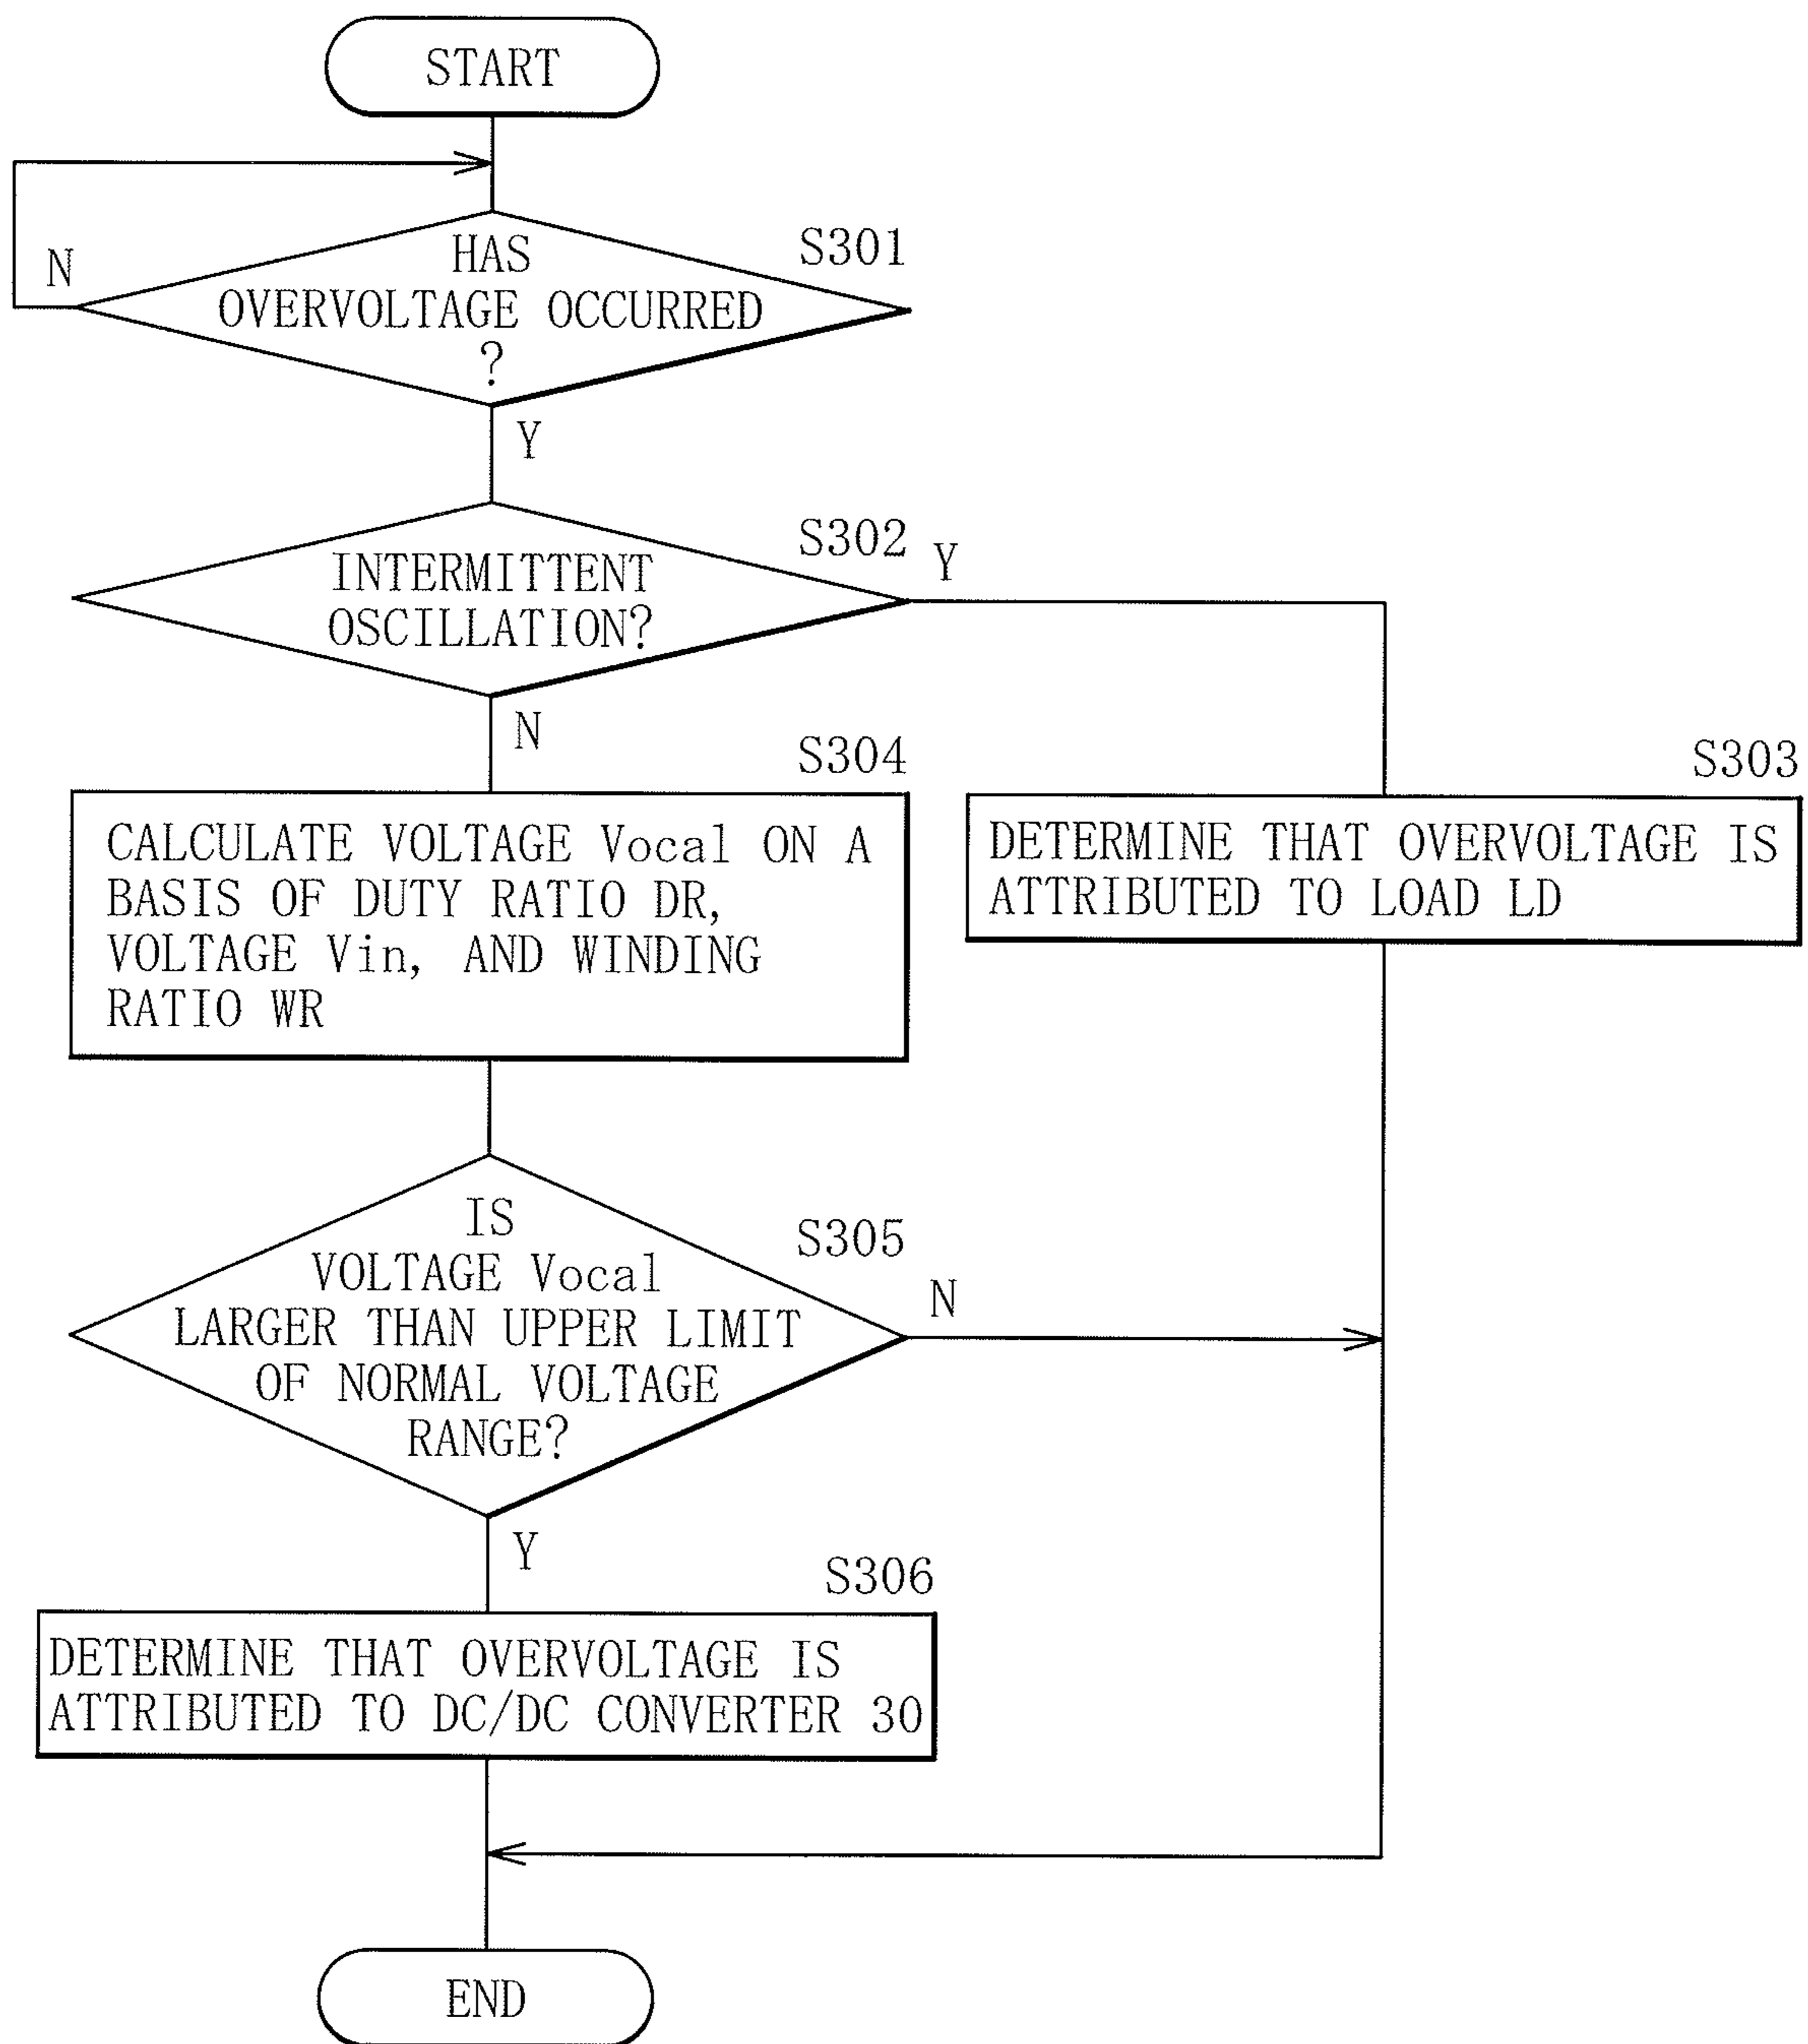 START
N
HAS
OVERVOLTAGE OCCURRED
?
S301
Y
INTERMITTENT
OSCILLATION?
S302
Y
N
S304
CALCULATE VOLTAGE Vocal ON A
BASIS OF DUTY RATIO DR,
VOLTAGE Vin, AND WINDING
RATIO WR
S303
DETERMINE THAT OVERVOLTAGE IS
ATTRIBUTED TO LOAD LD
IS
VOLTAGE Vocal
LARGER THAN UPPER LIMIT
OF NORMAL VOLTAGE
RANGE?
S305
N
Y
S306
DETERMINE THAT OVERVOLTAGE IS
ATTRIBUTED TO DC/DC CONVERTER 30
END